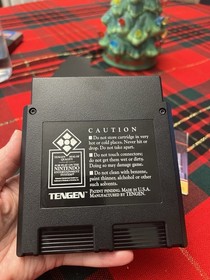 CAUTION
■ Do not store cartridge in very
hot or cold places. Never hit or
drop. Do not take apart.
■ Do not touch connectors;
do not get them wet or dirty.
Doing so may damage game.
■ Do not clean with benzene,
paint thinners, alcohol or other
such solvents.
NINTENDO
TENGEN
PATENT PENDING. MADE IN U.S.A.
MANUFACTURED BY TENGEN.